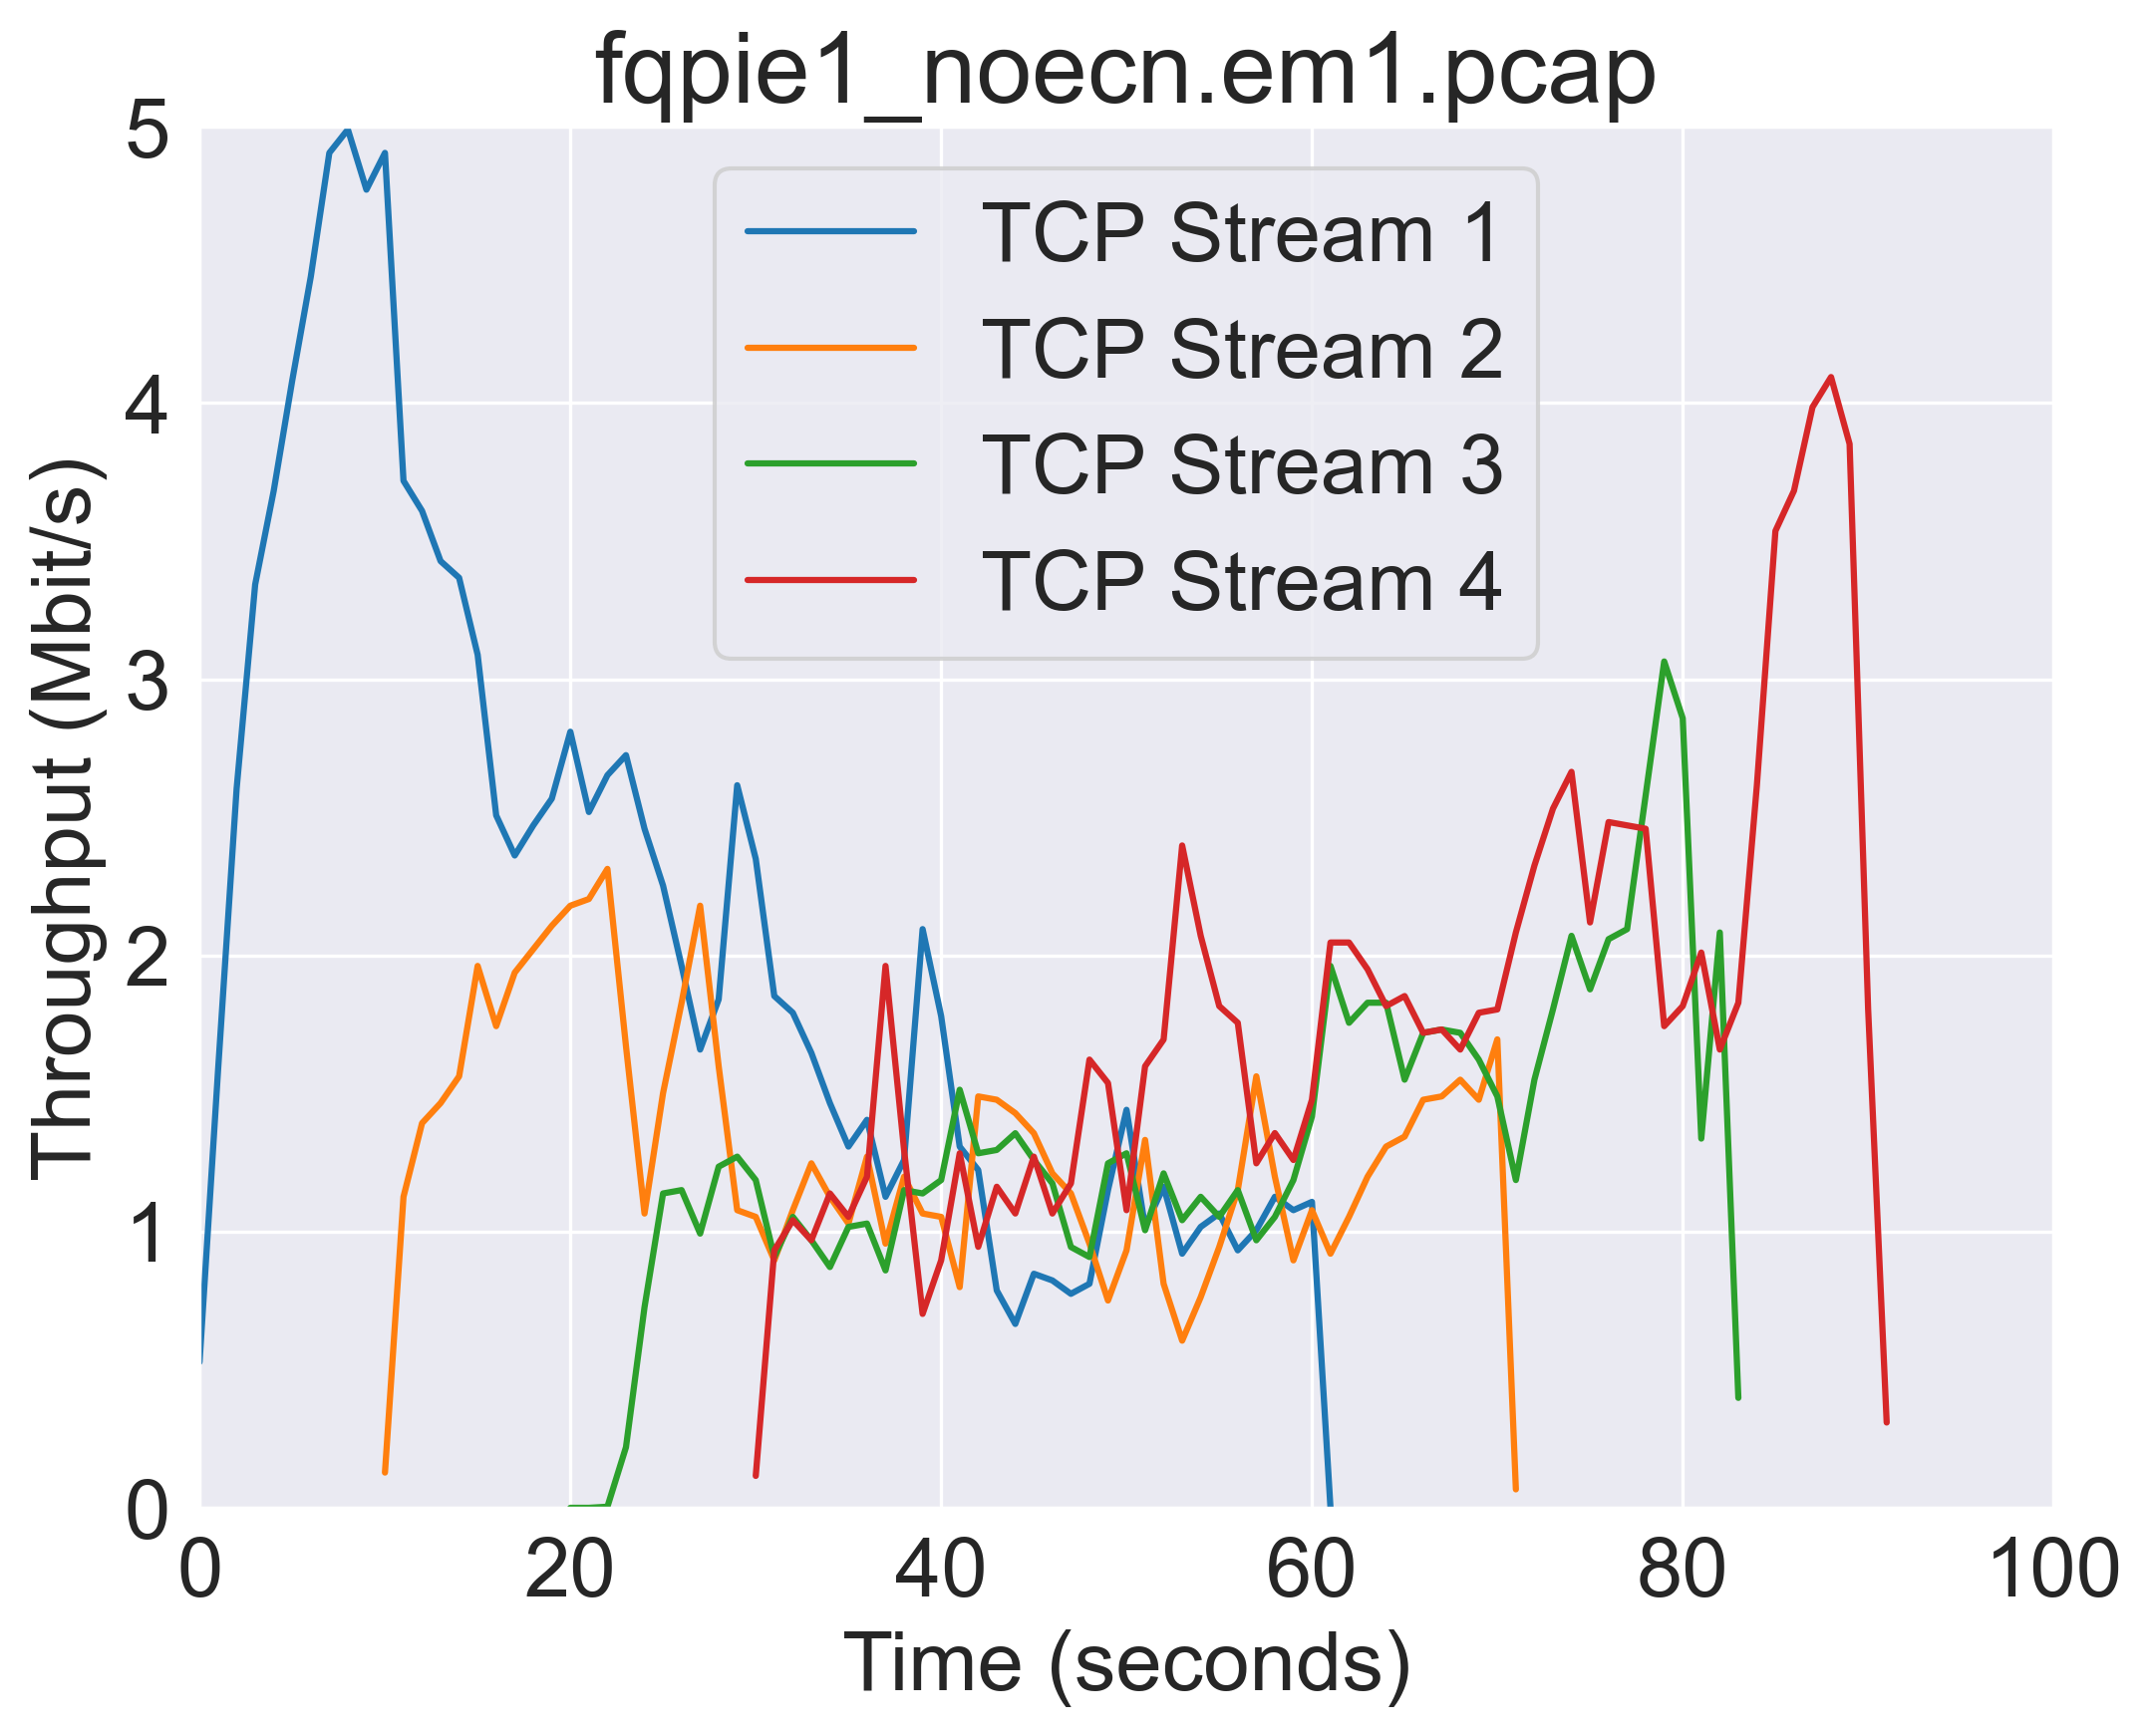 fqpie1_noecn.em1.pcap
Throughput (Mbit/s)
5
4
3
2
1
0
TCP Stream 1
TCP Stream 2
TCP Stream 3
TCP Stream 4
0 20 40 60 80 100
Time (seconds)